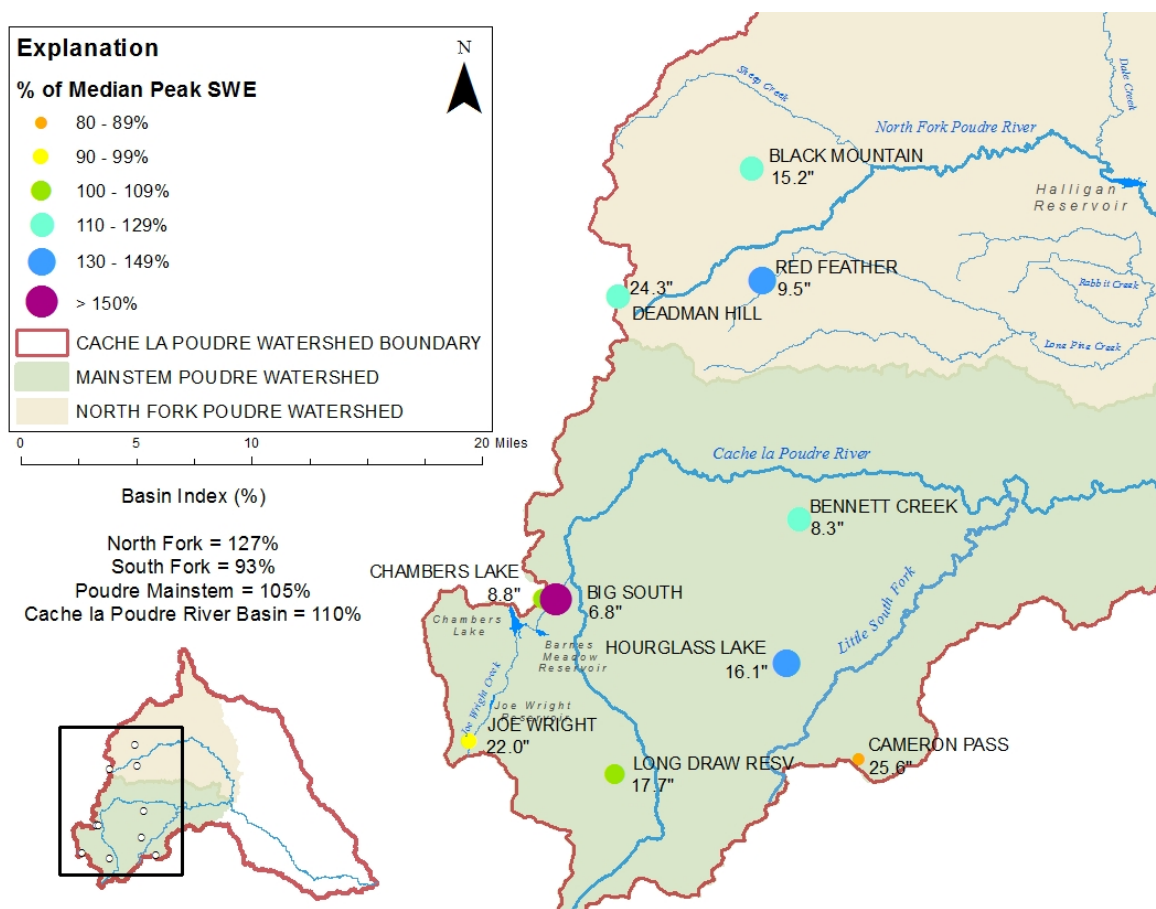 Explanation
N
% of Median Peak SWE
80 - 89%
90 - 99%
100 - 109%
110 - 129%
130 - 149%
> 150%
CACHE LA POUDRE WATERSHED BOUNDARY
MAINSTEM POUDRE WATERSHED
NORTH FORK POUDRE WATERSHED
0 5 10 20 Miles
Basin Index (%)
North Fork = 127%
South Fork = 93%
Poudre Mainstem = 105%
Cache la Poudre River Basin = 110%
Sheep Creek
Dale Creek
North Fork Poudre River
BLACK MOUNTAIN
15.2"
Halligan
Reservoir
RED FEATHER
9.5"
Rabbit Creek
24.3"
DEADMAN HILL
Lone Pine Creek
Cache la Poudre River
BENNETT CREEK
8.3"
CHAMBERS LAKE
8.8"
BIG SOUTH
6.8"
Chambers
Lake
Barnes
Meadow
Reservoir
Little South Fork
HOURGLASS LAKE
16.1"
Joe Wright Creek
Joe Wright
Reservoir
JOE WRIGHT
22.0"
LONG DRAW RESV
17.7"
CAMERON PASS
25.6"